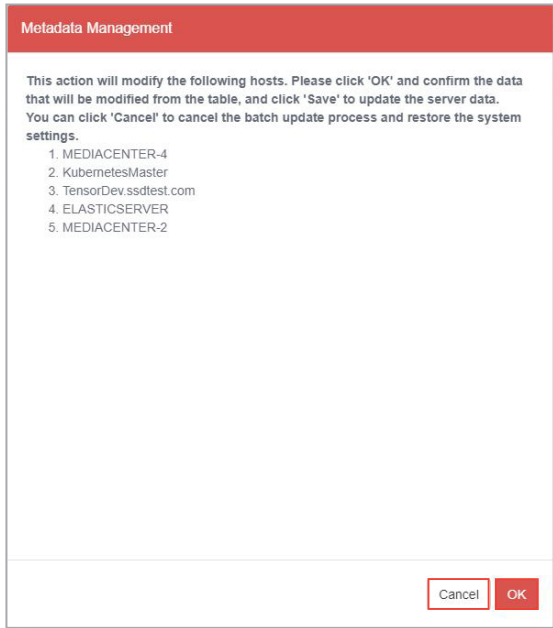 Metadata Management
This action will modify the following hosts. Please click 'OK' and confirm the data
that will be modified from the table, and click 'Save' to update the server data.
You can click 'Cancel' to cancel the batch update process and restore the system
settings.
1. MEDIACENTER-4
2. KubernetesMaster
3. TensorDev.ssdtest.com
4. ELASTICSERVER
5. MEDIACENTER-2
Cancel OK